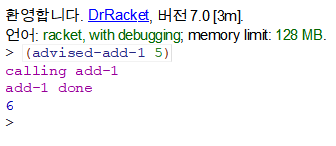 환영합니다. DrRacket, 버전 7.0 [3m].
언어: racket, with debugging; memory limit: 128 MB.
> (advised-add-1 5)
calling add-1
add-1 done
6
>